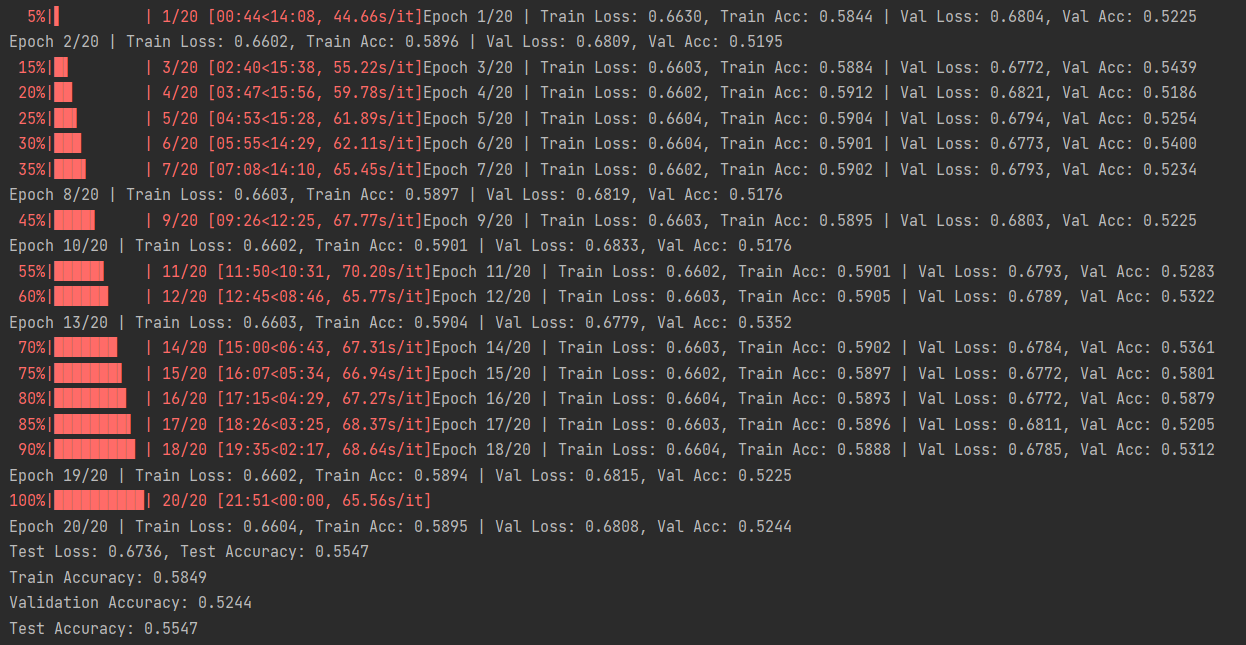 5%| | 1/20 [00:44<14:08, 44.66s/it]Epoch 1/20 | Train Loss: 0.6630, Train Acc: 0.5844 | Val Loss: 0.6804, Val Acc: 0.5225
Epoch 2/20 | Train Loss: 0.6602, Train Acc: 0.5896 | Val Loss: 0.6809, Val Acc: 0.5195
15%| | 3/20 [02:40<15:38, 55.22s/it]Epoch 3/20 | Train Loss: 0.6603, Train Acc: 0.5884 | Val Loss: 0.6772, Val Acc: 0.5439
20%| | 4/20 [03:47<15:56, 59.78s/it]Epoch 4/20 | Train Loss: 0.6602, Train Acc: 0.5912 | Val Loss: 0.6821, Val Acc: 0.5186
25%| | 5/20 [04:53<15:28, 61.89s/it]Epoch 5/20 | Train Loss: 0.6604, Train Acc: 0.5904 | Val Loss: 0.6794, Val Acc: 0.5254
30%| | 6/20 [05:55<14:29, 62.11s/it]Epoch 6/20 | Train Loss: 0.6604, Train Acc: 0.5901 | Val Loss: 0.6773, Val Acc: 0.5400
35%| | 7/20 [07:08<14:10, 65.45s/it]Epoch 7/20 | Train Loss: 0.6602, Train Acc: 0.5902 | Val Loss: 0.6793, Val Acc: 0.5234
Epoch 8/20 | Train Loss: 0.6603, Train Acc: 0.5897 | Val Loss: 0.6819, Val Acc: 0.5176
45%| | 9/20 [09:26<12:25, 67.77s/it]Epoch 9/20 | Train Loss: 0.6603, Train Acc: 0.5895 | Val Loss: 0.6803, Val Acc: 0.5225
Epoch 10/20 | Train Loss: 0.6602, Train Acc: 0.5901 | Val Loss: 0.6833, Val Acc: 0.5176
55%| | 11/20 [11:50<10:31, 70.20s/it]Epoch 11/20 | Train Loss: 0.6602, Train Acc: 0.5901 | Val Loss: 0.6793, Val Acc: 0.5283
60%| | 12/20 [12:45<08:46, 65.77s/it]Epoch 12/20 | Train Loss: 0.6603, Train Acc: 0.5905 | Val Loss: 0.6789, Val Acc: 0.5322
Epoch 13/20 | Train Loss: 0.6603, Train Acc: 0.5904 | Val Loss: 0.6779, Val Acc: 0.5352
70%| | 14/20 [15:00<06:43, 67.31s/it]Epoch 14/20 | Train Loss: 0.6603, Train Acc: 0.5902 | Val Loss: 0.6784, Val Acc: 0.5361
75%| | 15/20 [16:07<05:34, 66.94s/it]Epoch 15/20 | Train Loss: 0.6602, Train Acc: 0.5897 | Val Loss: 0.6772, Val Acc: 0.5801
80%| | 16/20 [17:15<04:29, 67.27s/it]Epoch 16/20 | Train Loss: 0.6604, Train Acc: 0.5893 | Val Loss: 0.6772, Val Acc: 0.5879
85%| | 17/20 [18:26<03:25, 68.37s/it]Epoch 17/20 | Train Loss: 0.6603, Train Acc: 0.5896 | Val Loss: 0.6811, Val Acc: 0.5205
90%| | 18/20 [19:35<02:17, 68.64s/it]Epoch 18/20 | Train Loss: 0.6604, Train Acc: 0.5888 | Val Loss: 0.6785, Val Acc: 0.5312
Epoch 19/20 | Train Loss: 0.6602, Train Acc: 0.5894 | Val Loss: 0.6815, Val Acc: 0.5225
100%| | 20/20 [21:51<00:00, 65.56s/it]
Epoch 20/20 | Train Loss: 0.6604, Train Acc: 0.5895 | Val Loss: 0.6808, Val Acc: 0.5244
Test Loss: 0.6736, Test Accuracy: 0.5547
Train Accuracy: 0.5849
Validation Accuracy: 0.5244
Test Accuracy: 0.5547